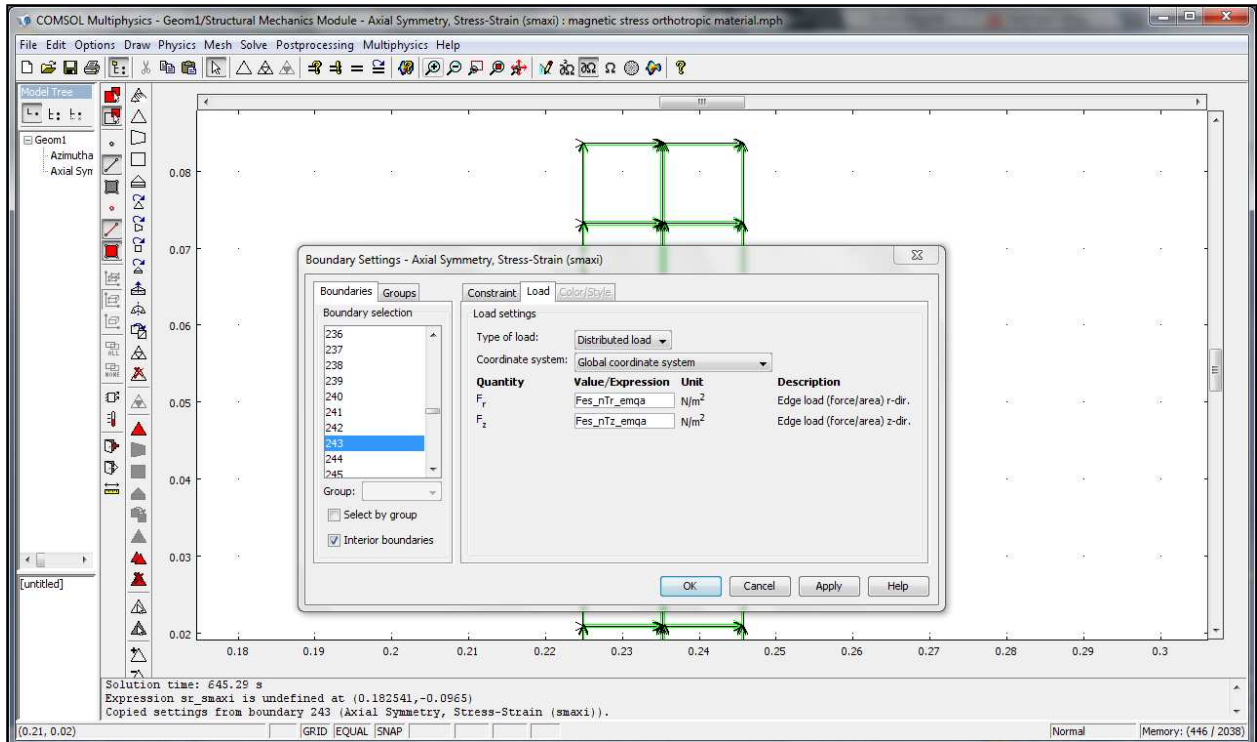 COMSOL Multiphysics - Geom1/Structural Mechanics Module - Axial Symmetry, Stress-Strain (smaxi) : magnetic stress orthotropic material.mph
File Edit Options Draw Physics Mesh Solve Postprocessing Multiphysics Help
Model Tree
Geom1
Azimutha
Axial Sym
0.08
0.07
Boundary Settings - Axial Symmetry, Stress-Strain (smaxi)
Boundaries Groups
Constraint Load Color/Style
Boundary selection
Load settings
236
237
238
239
240
241
242
243
244
245
Type of load: Distributed load
Coordinate system: Global coordinate system
Quantity Value/Expression Unit Description
Fr Fes_nTr_emqa N/m2 Edge load (force/area) r-dir.
Fz Fes_nTz_emqa N/m2 Edge load (force/area) z-dir.
Group:
Select by group
Interior boundaries
OK Cancel Apply Help
0.06
0.05
0.04
0.03
0.02
[untitled]
0.18 0.19 0.2 0.21 0.22 0.23 0.24 0.25 0.26 0.27 0.28 0.29 0.3
Solution time: 645.29 s
Expression sr_smaxi is undefined at (0.182541,-0.0965)
Copied settings from boundary 243 (Axial Symmetry, Stress-Strain (smaxi)).
(0.21, 0.02) GRID EQUAL SNAP Normal Memory: (446 / 2038)